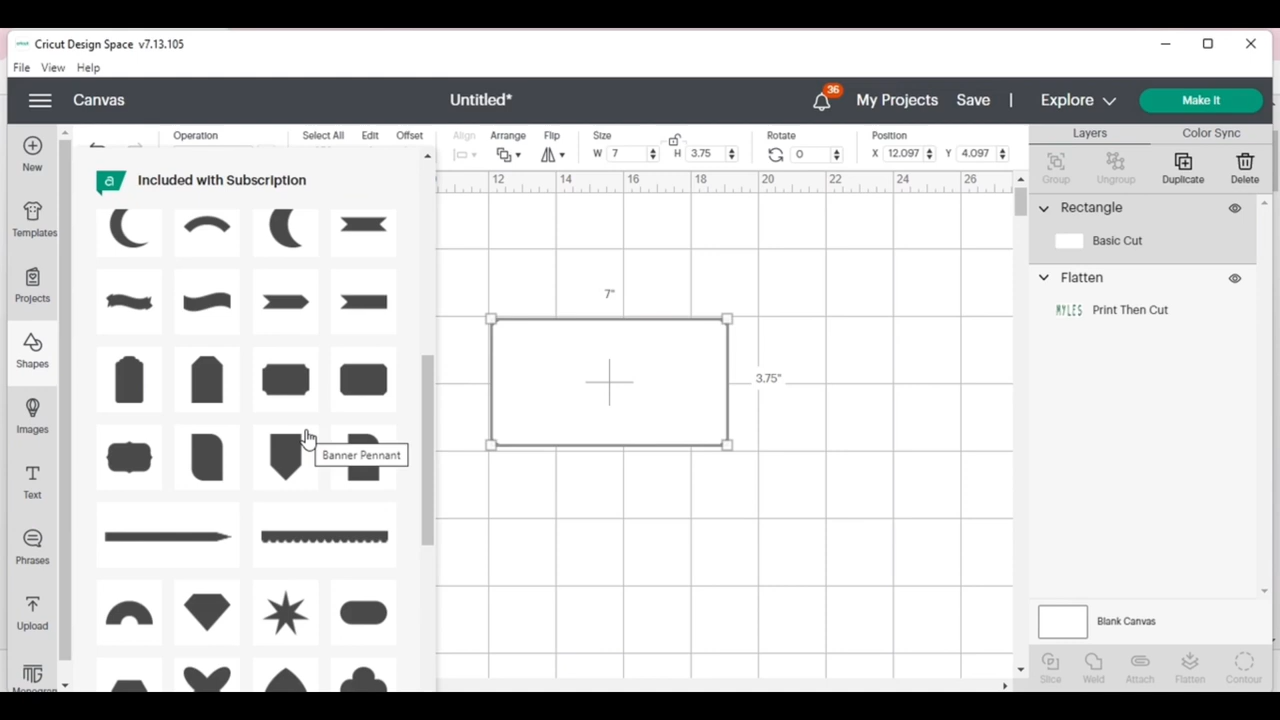 Cricut Design Space v7.13.105
File View Help
Canvas
Untitled*
36
My Projects Save | Explore
Make It
Operation Select All Edit Offset Align Arrange Flip Size Rotate Position
W 7 H 3.75 0 X 12.097 Y 4.097
Layers Color Sync
New
Templates
Projects
Shapes
Images
Text
Phrases
Upload
Monogram
a Included with Subscription
Banner Pennant
12 14 16 18 20 22 24 26
7"
3.75"
Group Ungroup Duplicate Delete
Rectangle
Basic Cut
Flatten
MYLES Print Then Cut
Blank Canvas
Slice Weld Attach Flatten Contour